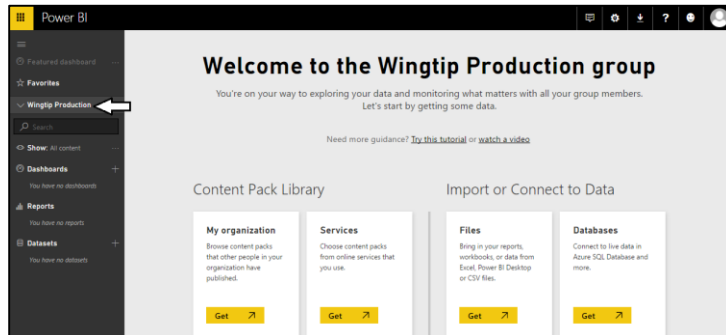 Power BI
?
Featured dashboard
Favorites
Wingtip Production
Search
Show: All content
Dashboards
You have no dashboards
Reports
You have no reports
Datasets
You have no datasets
Welcome to the Wingtip Production group
You're on your way to exploring your data and monitoring what matters with all your group members.
Let's start by getting some data.
Need more guidance? Try this tutorial or watch a video
Content Pack Library
My organization
Browse content packs
that other people in your
organization have
published.
Get
Services
Choose content packs
from online services that
you use.
Get
Import or Connect to Data
Files
Bring in your reports,
workbooks, or data from
Excel, Power BI Desktop
or CSV files.
Get
Databases
Connect to live data in
Azure SQL Database and
more.
Get